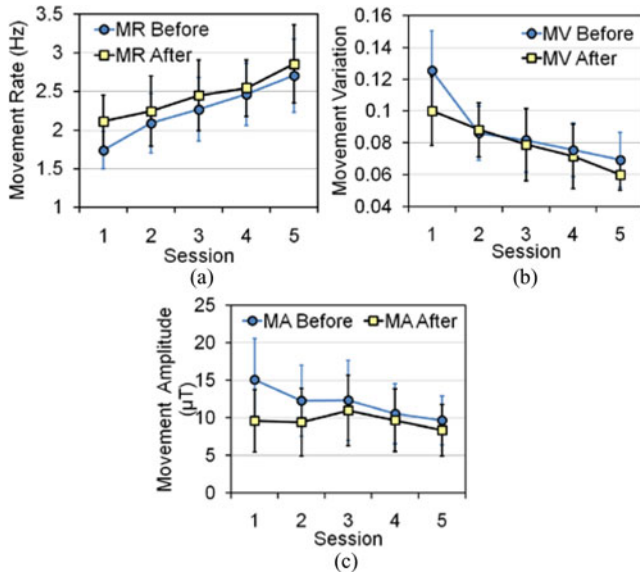 Movement Rate (Hz)
3.5
3
2.5
2
1.5
1
MR Before
MR After
1 2 3 4 5
Session
(a)
Movement Variation
0.16
0.14
0.12
0.1
0.08
0.06
0.04
MV Before
MV After
1 2 3 4 5
Session
(b)
Movement Amplitude
(µT)
25
20
15
10
5
0
MA Before MA After
1 2 3 4 5
Session
(c)